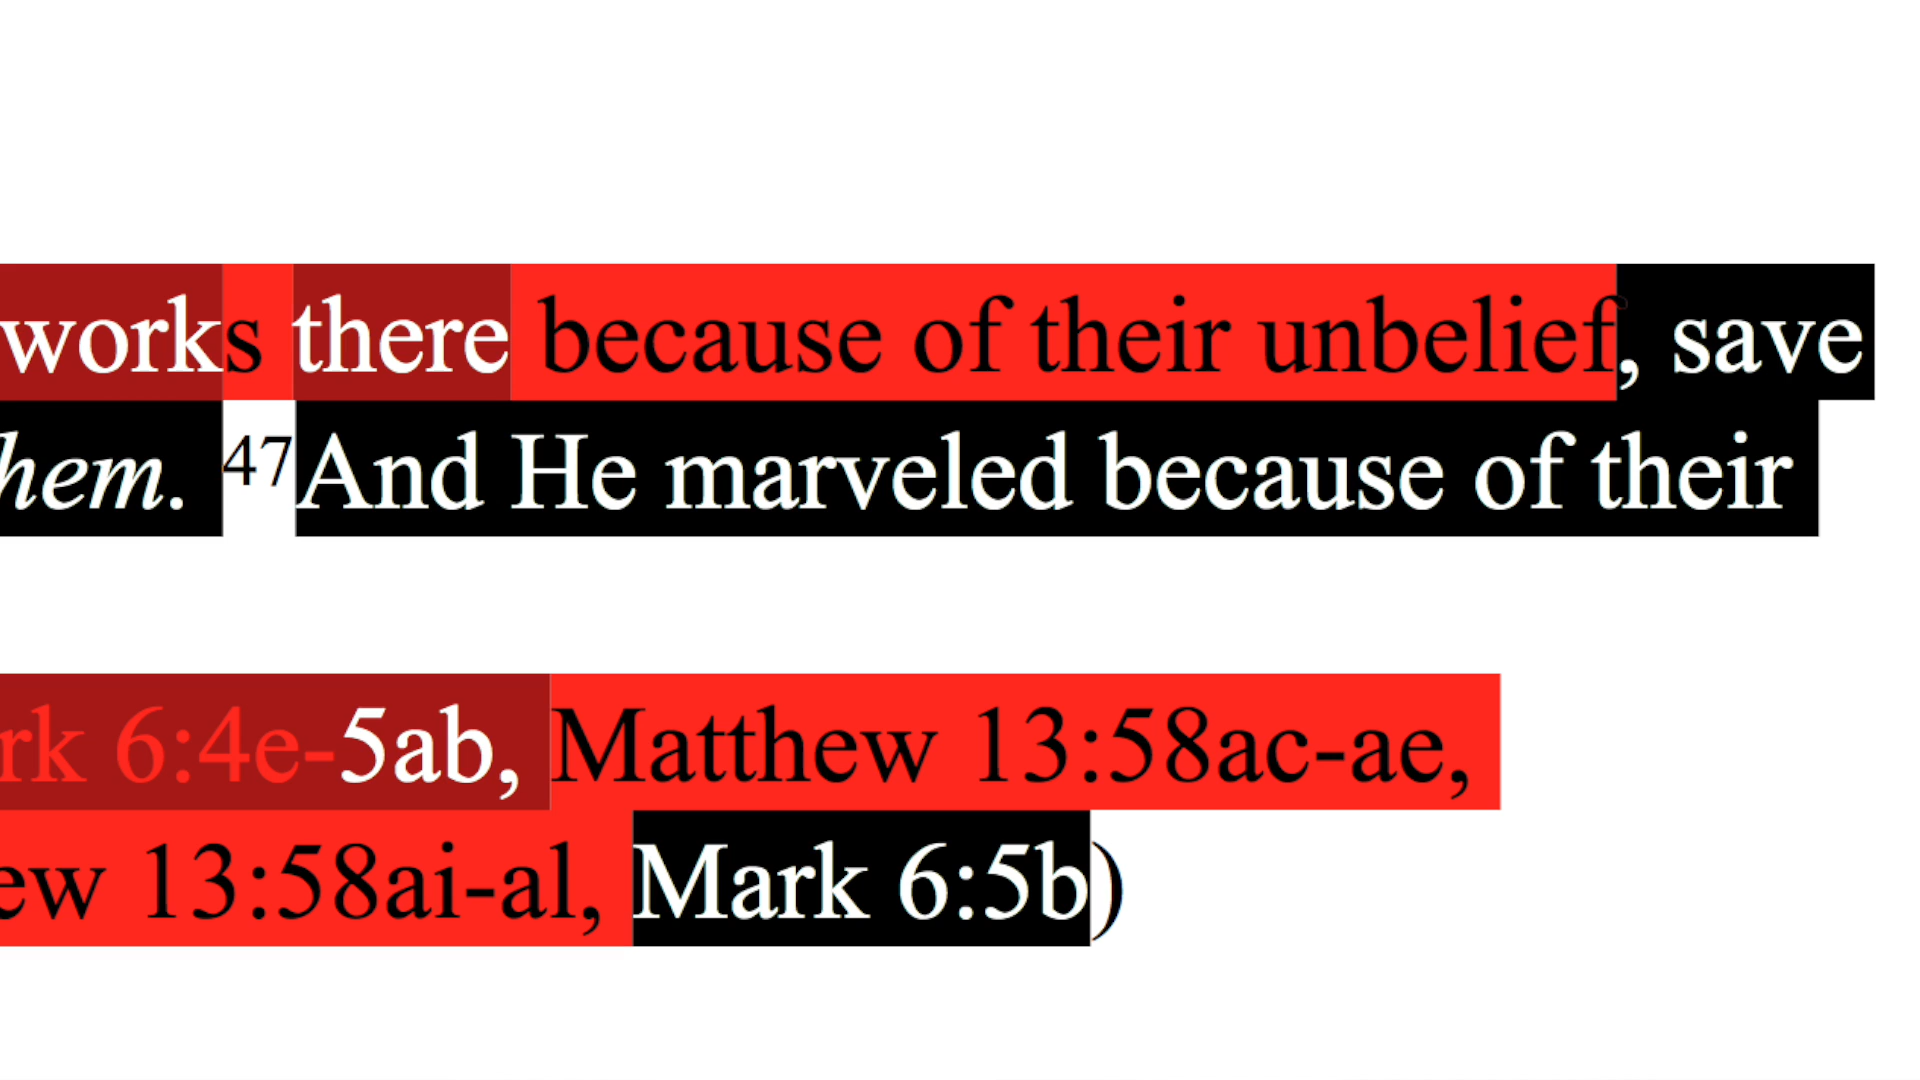 works there because of their unbelief, save
hem. 47And He marveled because of their
rk 6:4e-5ab, Matthew 13:58ac-ae,
ew 13:58ai-al, Mark 6:5b)